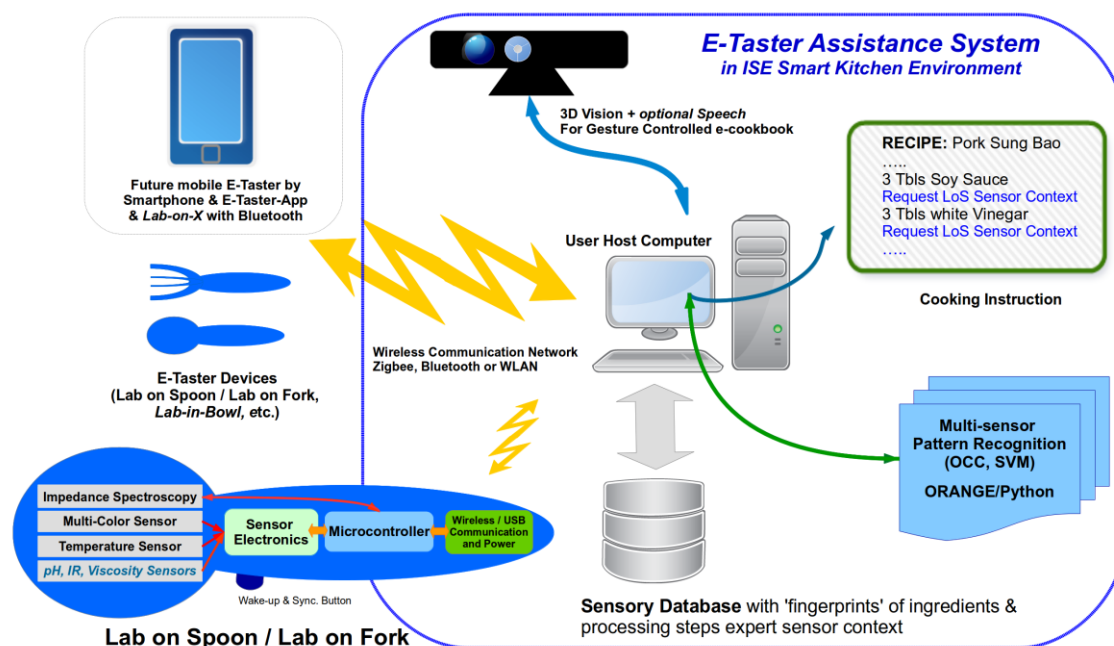 E-Taster Assistance System
in ISE Smart Kitchen Environment
3D Vision + optional Speech
For Gesture Controlled e-cookbook
RECIPE: Pork Sung Bao
.....
3 Tbls Soy Sauce
Request LoS Sensor Context
3 Tbls white Vinegar
Request LoS Sensor Context
.....
Cooking Instruction
Future mobile E-Taster by
Smartphone & E-Taster-App
& Lab-on-X with Bluetooth
User Host Computer
E-Taster Devices
(Lab on Spoon / Lab on Fork,
Lab-in-Bowl, etc.)
Wireless Communication Network
Zigbee, Bluetooth or WLAN
Multi-sensor
Pattern Recognition
(OCC, SVM)
ORANGE/Python
Impedance Spectroscopy
Multi-Color Sensor
Temperature Sensor
pH, IR, Viscosity Sensors
Sensor
Electronics
Microcontroller
Wireless / USB
Communication
and Power
Wake-up & Sync. Button
Lab on Spoon / Lab on Fork
Sensory Database with 'fingerprints' of ingredients &
processing steps expert sensor context